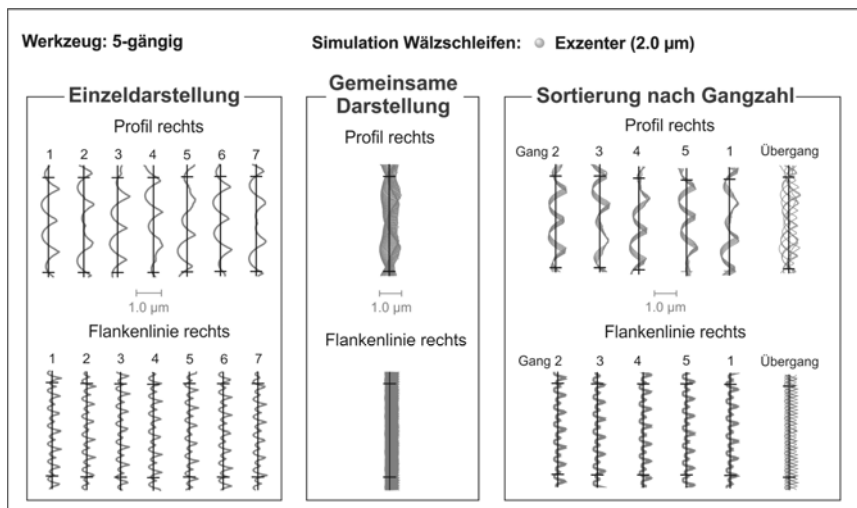 Werkzeug: 5-gängig
Simulation Wälzschleifen: Exzenter (2.0 µm)
Einzeldarstellung
Profil rechts
1 2 3 4 5 6 7
1.0 µm
Flankenlinie rechts
1 2 3 4 5 6 7
Gemeinsame
Darstellung
Profil rechts
1.0 µm
Flankenlinie rechts
Sortierung nach Gangzahl
Profil rechts
Gang 2 3 4 5 1 Übergang
1.0 µm
Flankenlinie rechts
Gang 2 3 4 5 1 Übergang